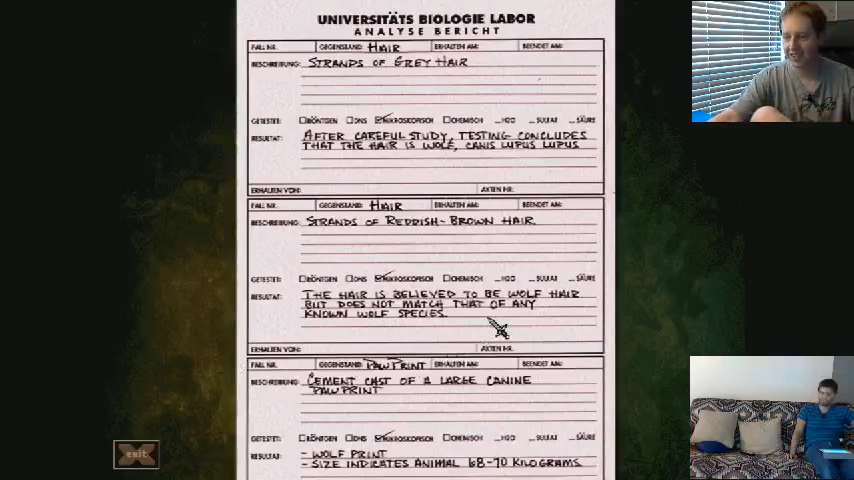 UNIVERSITÄTS BIOLOGIE LABOR
ANALYSE BERICHT
FALL NR. GEGENSTAND: HAIR ERHALTEN AM: BEENDET AM:
BESCHREIBUNG: STRANDS OF GREY HAIR
GETESTET: RÖNTGEN DNS MIKROSKOPISCH CHEMISCH H2O SULFAT SÄURE
RESULTAT: AFTER CAREFUL STUDY, TESTING CONCLUDES
THAT THE HAIR IS WOLF, CANIS LUPUS LUPUS
ERHALTEN VON: AKTEN NR.
FALL NR. GEGENSTAND: HAIR ERHALTEN AM: BEENDET AM:
BESCHREIBUNG: STRANDS OF REDDISH-BROWN HAIR.
GETESTET: RÖNTGEN DNS MIKROSKOPISCH CHEMISCH H2O SULFAT SÄURE
RESULTAT: THE HAIR IS BELIEVED TO BE WOLF HAIR
BUT DOES NOT MATCH THAT OF ANY
KNOWN WOLF SPECIES.
ERHALTEN VON: AKTEN NR.
FALL NR. GEGENSTAND: PAW PRINT ERHALTEN AM: BEENDET AM:
BESCHREIBUNG: CEMENT CAST OF A LARGE CANINE
PAW PRINT
GETESTET: RÖNTGEN DNS MIKROSKOPISCH CHEMISCH H2O SULFAT SÄURE
RESULTAT: - WOLF PRINT
- SIZE INDICATES ANIMAL 68-70 KILOGRAMS
exit